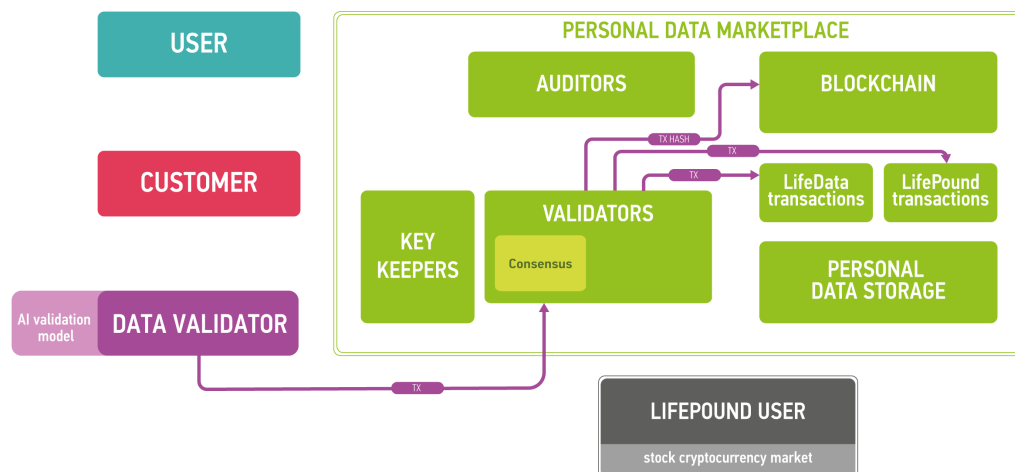 USER
PERSONAL DATA MARKETPLACE
AUDITORS
BLOCKCHAIN
TX HASH
TX
CUSTOMER
TX
LifeData
transactions
LifePound
transactions
VALIDATORS
KEY
KEEPERS
Consensus
PERSONAL
DATA STORAGE
AI validation
model
DATA VALIDATOR
TX
LIFEPOUND USER
stock cryptocurrency market